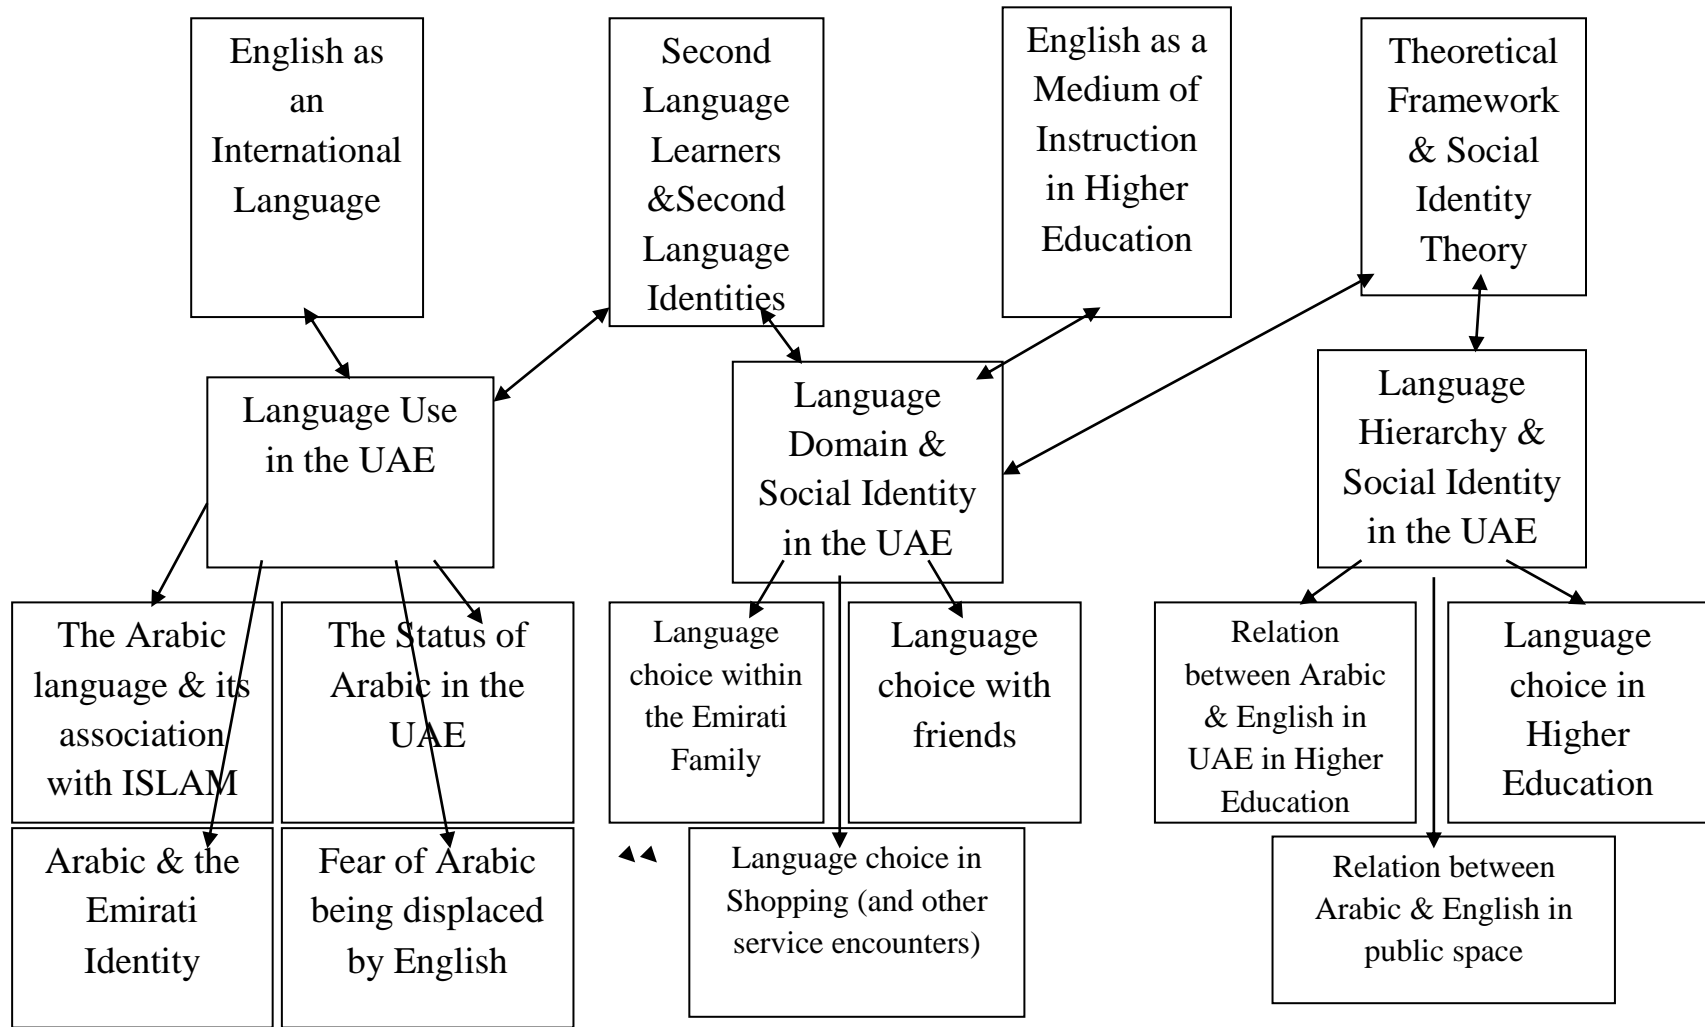 English as
an
International
Language
Second
Language
Learners
&Second
Language
Identities
English as a
Medium of
Instruction
in Higher
Education
Theoretical
Framework
& Social
Identity
Theory
Language Use
in the UAE
Language
Domain &
Social Identity
in the UAE
Language
Hierarchy &
Social Identity
in the UAE
The Arabic
language & its
association
with ISLAM
The Status of
Arabic in the
UAE
Language
choice within
the Emirati
Family
Language
choice with
friends
Relation
between Arabic
& English in
UAE in Higher
Education
Language
choice in
Higher
Education
Arabic & the
Emirati
Identity
Fear of Arabic
being displaced
by English
Language choice in
Shopping (and other
service encounters)
Relation between
Arabic & English in
public space